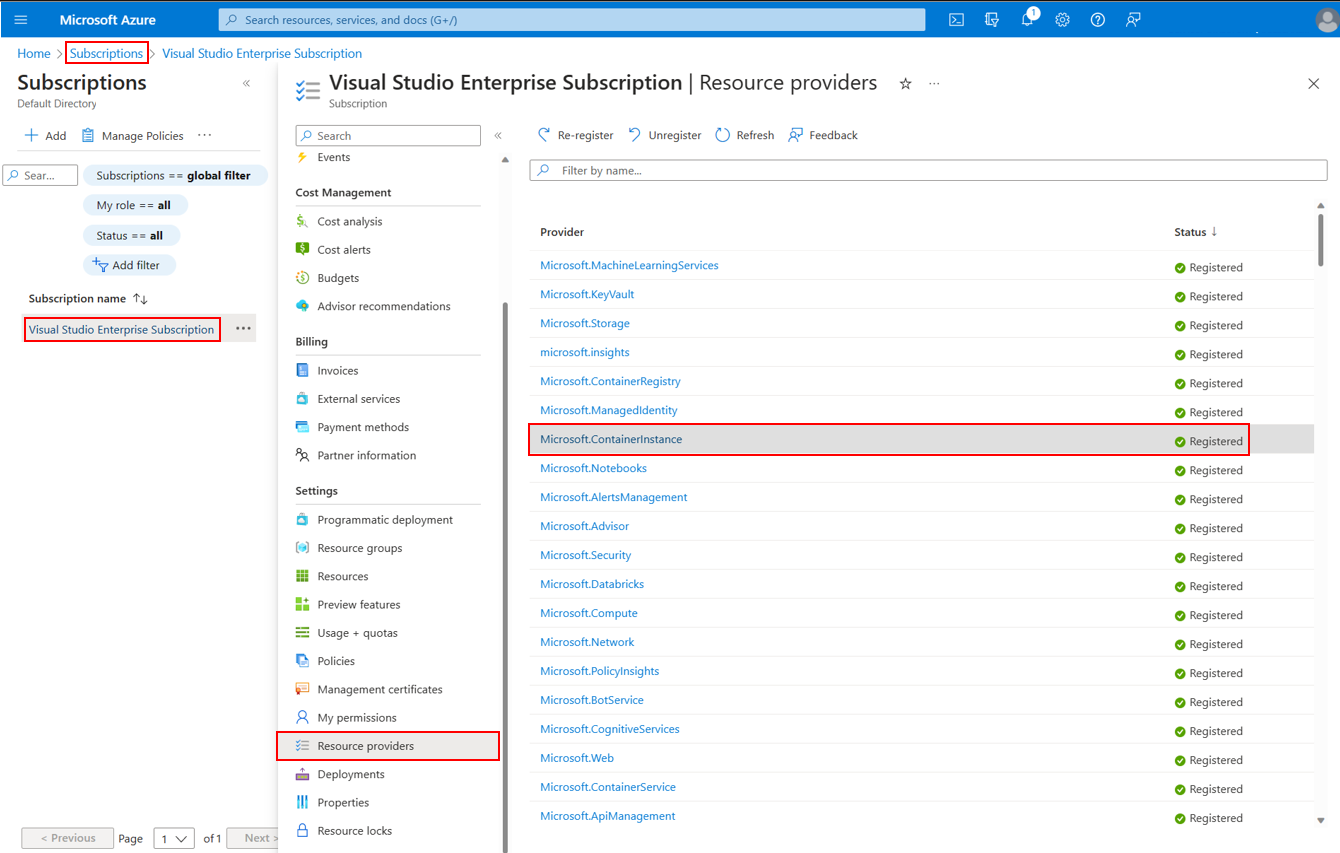 Microsoft Azure
Search resources, services, and docs (G+/)
1
Home > Subscriptions > Visual Studio Enterprise Subscription
Subscriptions
Default Directory
Add Manage Policies ...
Sear...
Subscriptions == global filter
My role == all
Status == all
Add filter
Subscription name ↑↓
Visual Studio Enterprise Subscription ...
< Previous Page 1 of 1 Next >
Visual Studio Enterprise Subscription | Resource providers ...
Subscription
Search
Events
Cost Management
Cost analysis
Cost alerts
Budgets
Advisor recommendations
Billing
Invoices
External services
Payment methods
Partner information
Settings
Programmatic deployment
Resource groups
Resources
Preview features
Usage + quotas
Policies
Management certificates
My permissions
Resource providers
Deployments
Properties
Resource locks
Re-register Unregister Refresh Feedback
Filter by name...
Provider Status ↓
Microsoft.MachineLearningServices Registered
Microsoft.KeyVault Registered
Microsoft.Storage Registered
microsoft.insights Registered
Microsoft.ContainerRegistry Registered
Microsoft.ManagedIdentity Registered
Microsoft.ContainerInstance Registered
Microsoft.Notebooks Registered
Microsoft.AlertsManagement Registered
Microsoft.Advisor Registered
Microsoft.Security Registered
Microsoft.Databricks Registered
Microsoft.Compute Registered
Microsoft.Network Registered
Microsoft.PolicyInsights Registered
Microsoft.BotService Registered
Microsoft.CognitiveServices Registered
Microsoft.Web Registered
Microsoft.ContainerService Registered
Microsoft.ApiManagement Registered